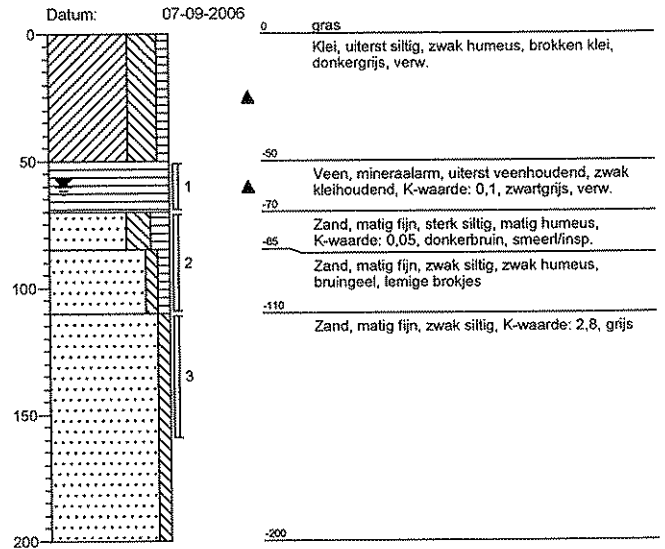 Datum: 07-09-2006
0
50
100
150
200
1
2
3
0 gras
Klei, uiterst siltig, zwak humeus, brokken klei,
donkergrijs, verw.
-50
Veen, mineraalarm, uiterst veenhoudend, zwak
kleihoudend, K-waarde: 0,1, zwartgrijs, verw.
-70
Zand, matig fijn, sterk siltig, matig humeus,
K-waarde: 0,05, donkerbruin, smeerl/insp.
-85
Zand, matig fijn, zwak siltig, zwak humeus,
bruingeel, lemige brokjes
-110
Zand, matig fijn, zwak siltig, K-waarde: 2,8, grijs
-200